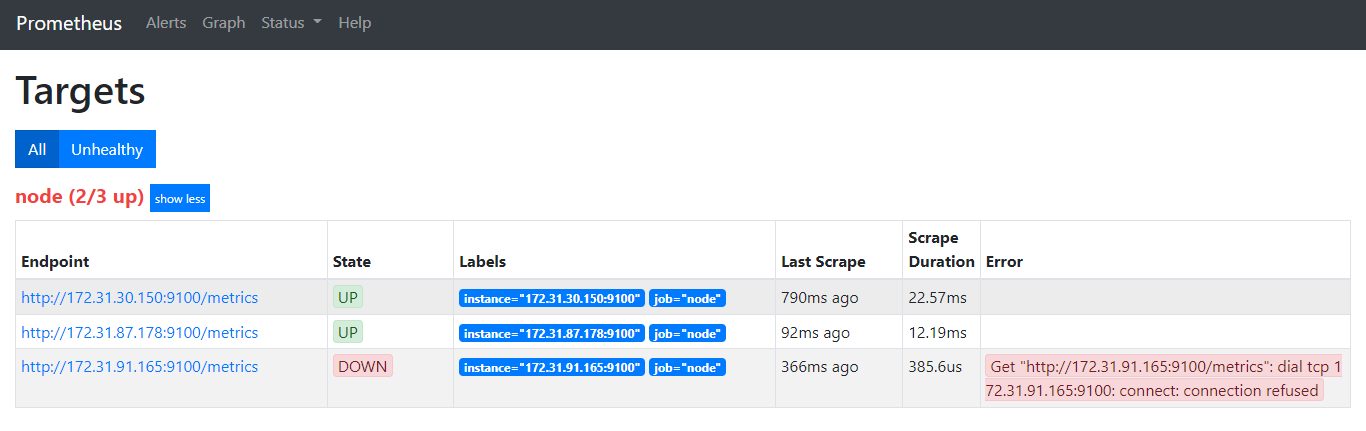 Prometheus Alerts Graph Status Help
Targets
All Unhealthy
node (2/3 up) show less
Endpoint State Labels Last Scrape Scrape Duration Error
http://172.31.30.150:9100/metrics UP instance="172.31.30.150:9100" job="node" 790ms ago 22.57ms
http://172.31.87.178:9100/metrics UP instance="172.31.87.178:9100" job="node" 92ms ago 12.19ms
http://172.31.91.165:9100/metrics DOWN instance="172.31.91.165:9100" job="node" 366ms ago 385.6us Get "http://172.31.91.165:9100/metrics": dial tcp 1
72.31.91.165:9100: connect: connection refused